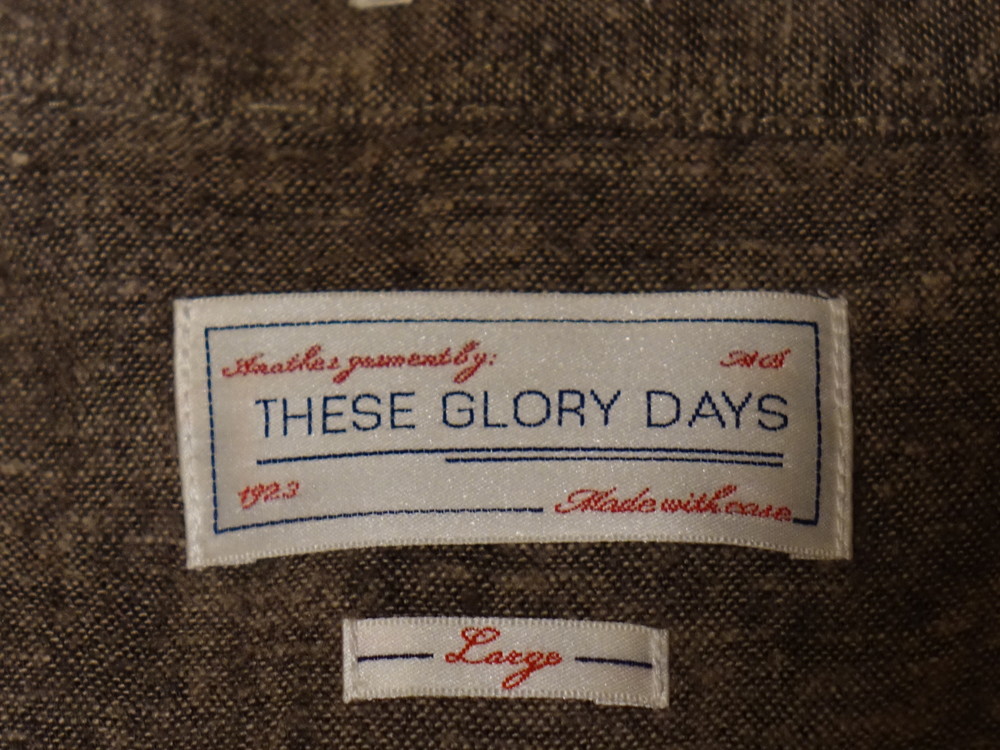 Another garment by:
THESE GLORY DAYS
1923 Made with care
Large